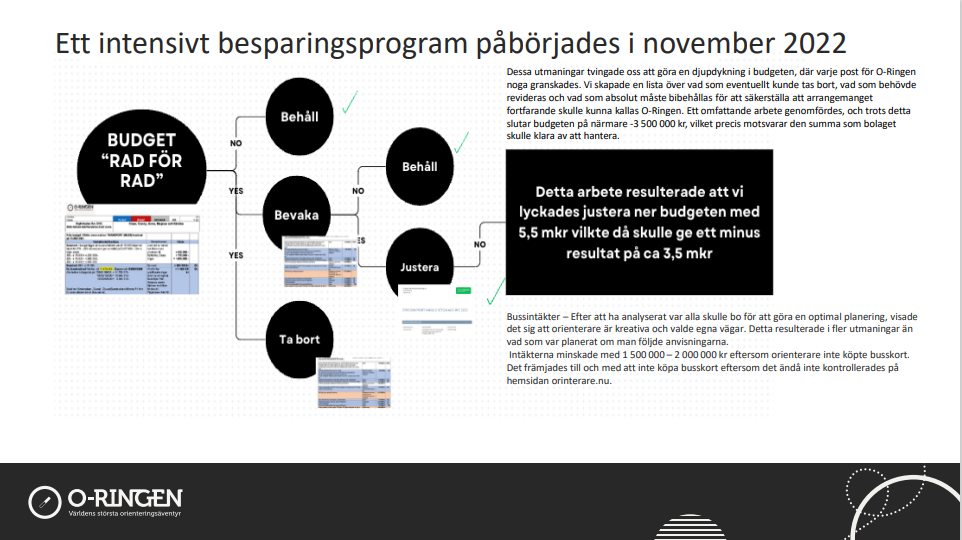 Ett intensivt besparingsprogram påbörjades i november 2022
Dessa utmaningar tvingade oss att göra en djupdykning i budgeten, där varje post för O-Ringen
noga granskades. Vi skapade en lista över vad som eventuellt kunde tas bort, vad som behövde
revideras och vad som absolut måste bibehållas för att säkerställa att arrangemanget
fortfarande skulle kunna kallas O-Ringen. Ett omfattande arbete genomfördes, och trots detta
slutar budgeten på närmare -3 500 000 kr, vilket precis motsvarar den summa som bolaget
skulle klara av att hantera.
BUDGET
“RAD FÖR
RAD”
NO
YES
YES
Behåll
Bevaka
Ta bort
NO
ES
Behåll
Justera
NO
Detta arbete resulterade att vi
lyckades justera ner budgeten med
5,5 mkr vilkte då skulle ge ett minus
resultat på ca 3,5 mkr
Bussintäkter – Efter att ha analyserat var alla skulle bo för att göra en optimal planering, visade
det sig att orienterare är kreativa och valde egna vägar. Detta resulterade i fler utmaningar än
vad som var planerat om man följde anvisningarna.
Intäkterna minskade med 1 500 000 – 2 000 000 kr eftersom orienterare inte köpte busskort.
Det främjades till och med att inte köpa busskort eftersom det ändå inte kontrollerades på
hemsidan orinterare.nu.
O-RINGEN
Världens största orienteringsäventyr